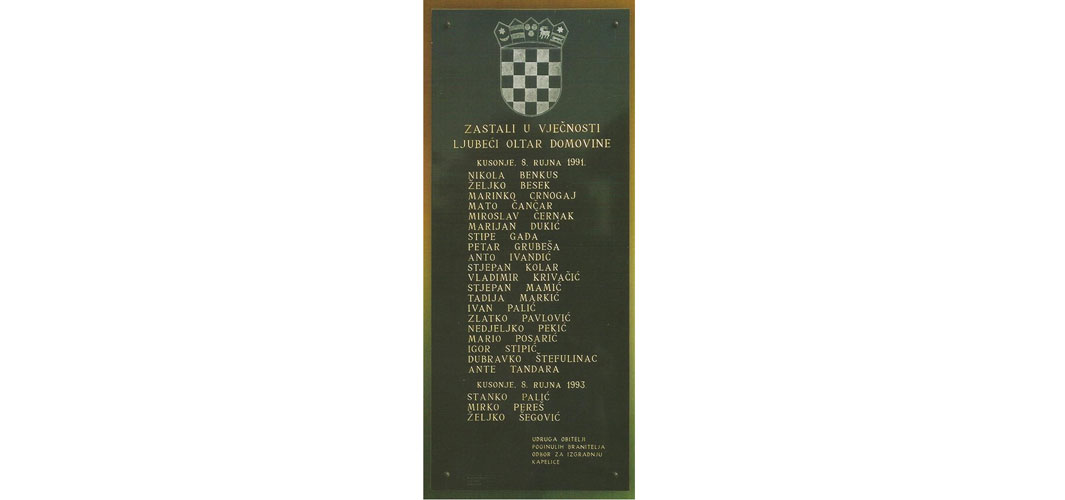 ZASTALI U VJEČNOSTI
LJUBEĆI OLTAR DOMOVINE
KUSONJE, 8. RUJNA 1991.
NIKOLA BENKUS
ŽELJKO BESEK
MARINKO CRNOGAJ
MATO ČANČAR
MIROSLAV ČERNAK
MARIJAN DUKIĆ
STIPE GAĐA
PETAR GRUBEŠA
ANTO IVANDIĆ
STJEPAN KOLAR
VLADIMIR KRIVAČIĆ
STJEPAN MAMIĆ
TADIJA MARKIĆ
IVAN PALIĆ
ZLATKO PAVLOVIĆ
NEDJELJKO PEKIĆ
MARIO POSARIĆ
IGOR STIPIĆ
DUBRAVKO ŠTEFULINAC
ANTE TANDARA
KUSONJE, 8. RUJNA 1993
STANKO PALIĆ
MIRKO PEREŠ
ŽELJKO ŠEGOVIĆ
UDRUGA OBITELJI
POGINULIH BRANITELJA
ODBOR ZA IZGRADNJU
KAPELICE